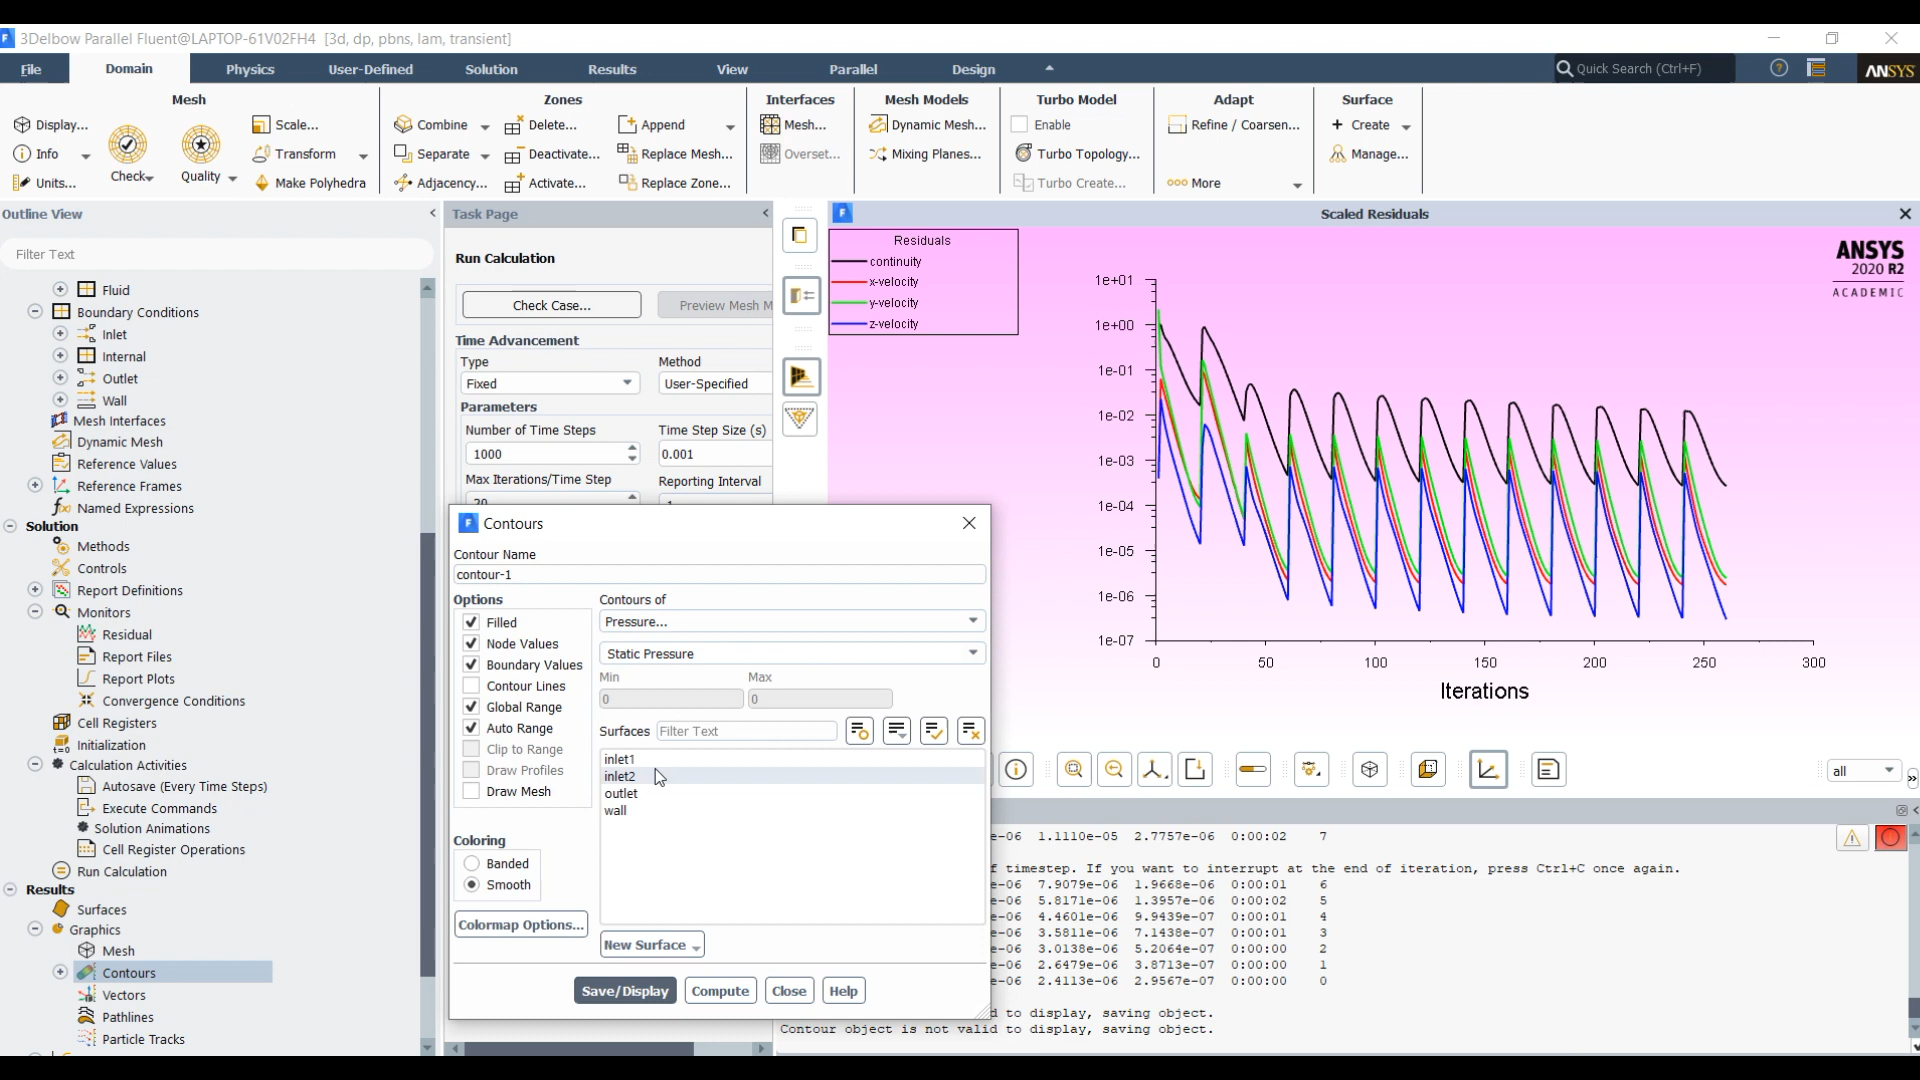 3Delbow Parallel Fluent@LAPTOP-61V02FH4 [3d, dp, pbns, lam, transient]
File Domain Physics User-Defined Solution Results View Parallel Design Quick Search (Ctrl+F) ANSYS
Mesh Zones Interfaces Mesh Models Turbo Model Adapt Surface
Display... Scale... Combine Delete... Append Mesh... Dynamic Mesh... Enable Refine / Coarsen... + Create
Info Transform Separate Deactivate... Replace Mesh... Overset... Mixing Planes... Turbo Topology... Manage...
Check Quality
Units... Make Polyhedra Adjacency... Activate... Replace Zone... Turbo Create... More
Outline View
Filter Text
Fluid
Boundary Conditions
Inlet
Internal
Outlet
Wall
Mesh Interfaces
Dynamic Mesh
Reference Values
Reference Frames
Named Expressions
Solution
Methods
Controls
Report Definitions
Monitors
Residual
Report Files
Report Plots
Convergence Conditions
Cell Registers
Initialization
Calculation Activities
Autosave (Every Time Steps)
Execute Commands
Solution Animations
Cell Register Operations
Run Calculation
Results
Surfaces
Graphics
Mesh
Contours
Vectors
Pathlines
Particle Tracks
Task Page
Run Calculation
Check Case... Preview Mesh M
Time Advancement
Type Method
Fixed User-Specified
Parameters
Number of Time Steps Time Step Size (s)
1000 0.001
Max Iterations/Time Step Reporting Interval
Contours
Contour Name
contour-1
Options Contours of
Filled Pressure...
Node Values Static Pressure
Boundary Values
Contour Lines Min Max
Global Range 0 0
Auto Range Surfaces Filter Text
Clip to Range
Draw Profiles
Draw Mesh
inlet1
inlet2
outlet
wall
Coloring
Banded
Smooth
Colormap Options...
New Surface
Save/Display Compute Close Help
Scaled Residuals
Residuals
continuity
x-velocity
y-velocity
z-velocity
ANSYS
2020 R2
ACADEMIC
1e+01
1e+00
1e-01
1e-02
1e-03
1e-04
1e-05
1e-06
1e-07
0 50 100 150 200 250 300
Iterations
all
e-06 1.1110e-05 2.7757e-06 0:00:02 7
f timestep. If you want to interrupt at the end of iteration, press Ctrl+C once again.
e-06 7.9079e-06 1.9668e-06 0:00:01 6
e-06 5.8171e-06 1.3957e-06 0:00:02 5
e-06 4.4601e-06 9.9439e-07 0:00:01 4
e-06 3.5811e-06 7.1438e-07 0:00:01 3
e-06 3.0138e-06 5.2064e-07 0:00:00 2
e-06 2.6479e-06 3.8713e-07 0:00:00 1
e-06 2.4113e-06 2.9567e-07 0:00:00 0
d to display, saving object.
Contour object is not valid to display, saving object.